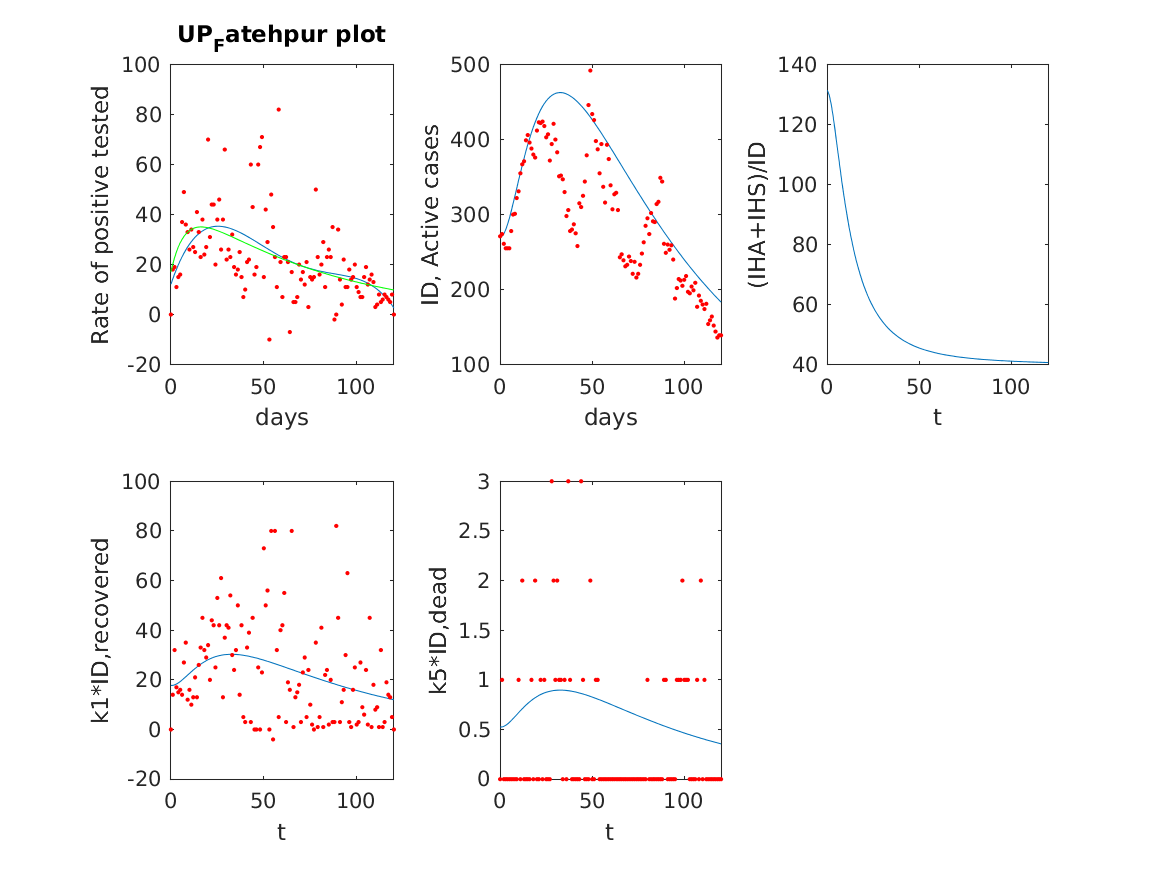 UP_Fatehpur plot
Rate of positive tested
100
80
60
40
20
0
-20
0 50 100
days
ID, Active cases
500
400
300
200
100
0 50 100
days
(IHA+IHS)/ID
140
120
100
80
60
40
0 50 100
t
k1*ID,recovered
100
80
60
40
20
0
-20
0 50 100
t
k5*ID,dead
3
2.5
2
1.5
1
0.5
0
0 50 100
t